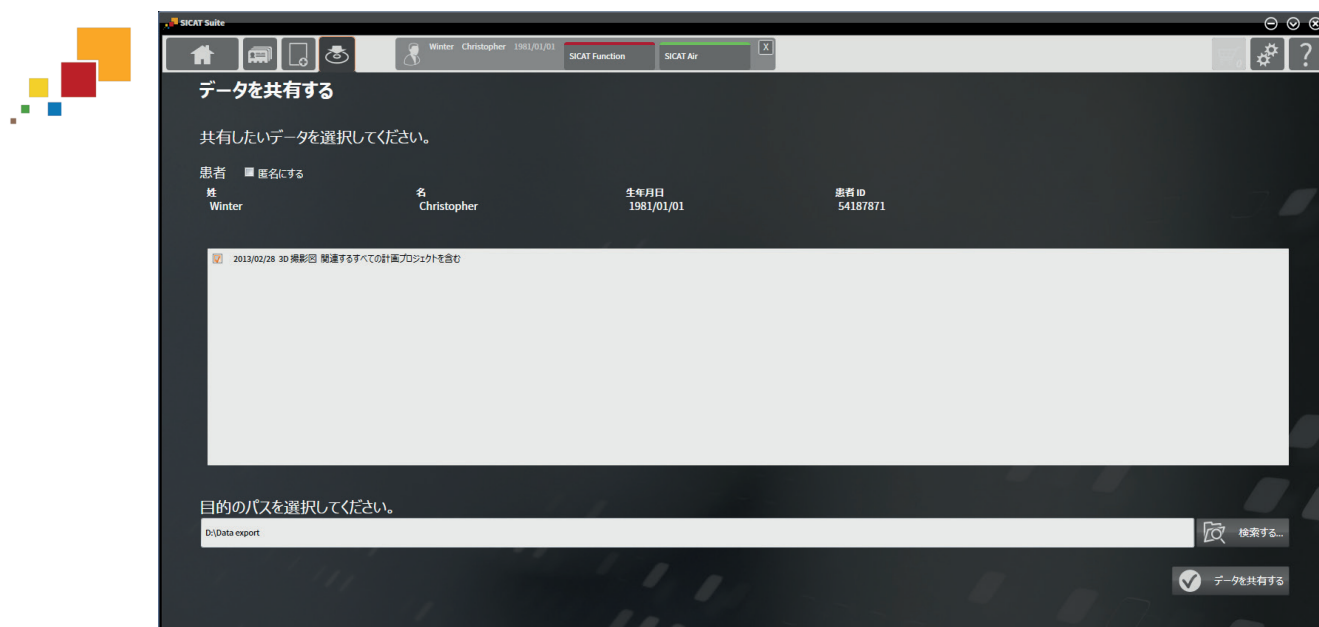 SICAT Suite
Winter Christopher 1981/01/01
SICAT Function
SICAT Air
X
?
データを共有する
共有したいデータを選択してください。
患者 匿名にする
姓 名 生年月日 患者 ID
Winter Christopher 1981/01/01 54187871
2013/02/28 3D 撮影図 関連するすべての計画プロジェクトを含む
目的のパスを選択してください。
D:\Data export
検索する...
データを共有する